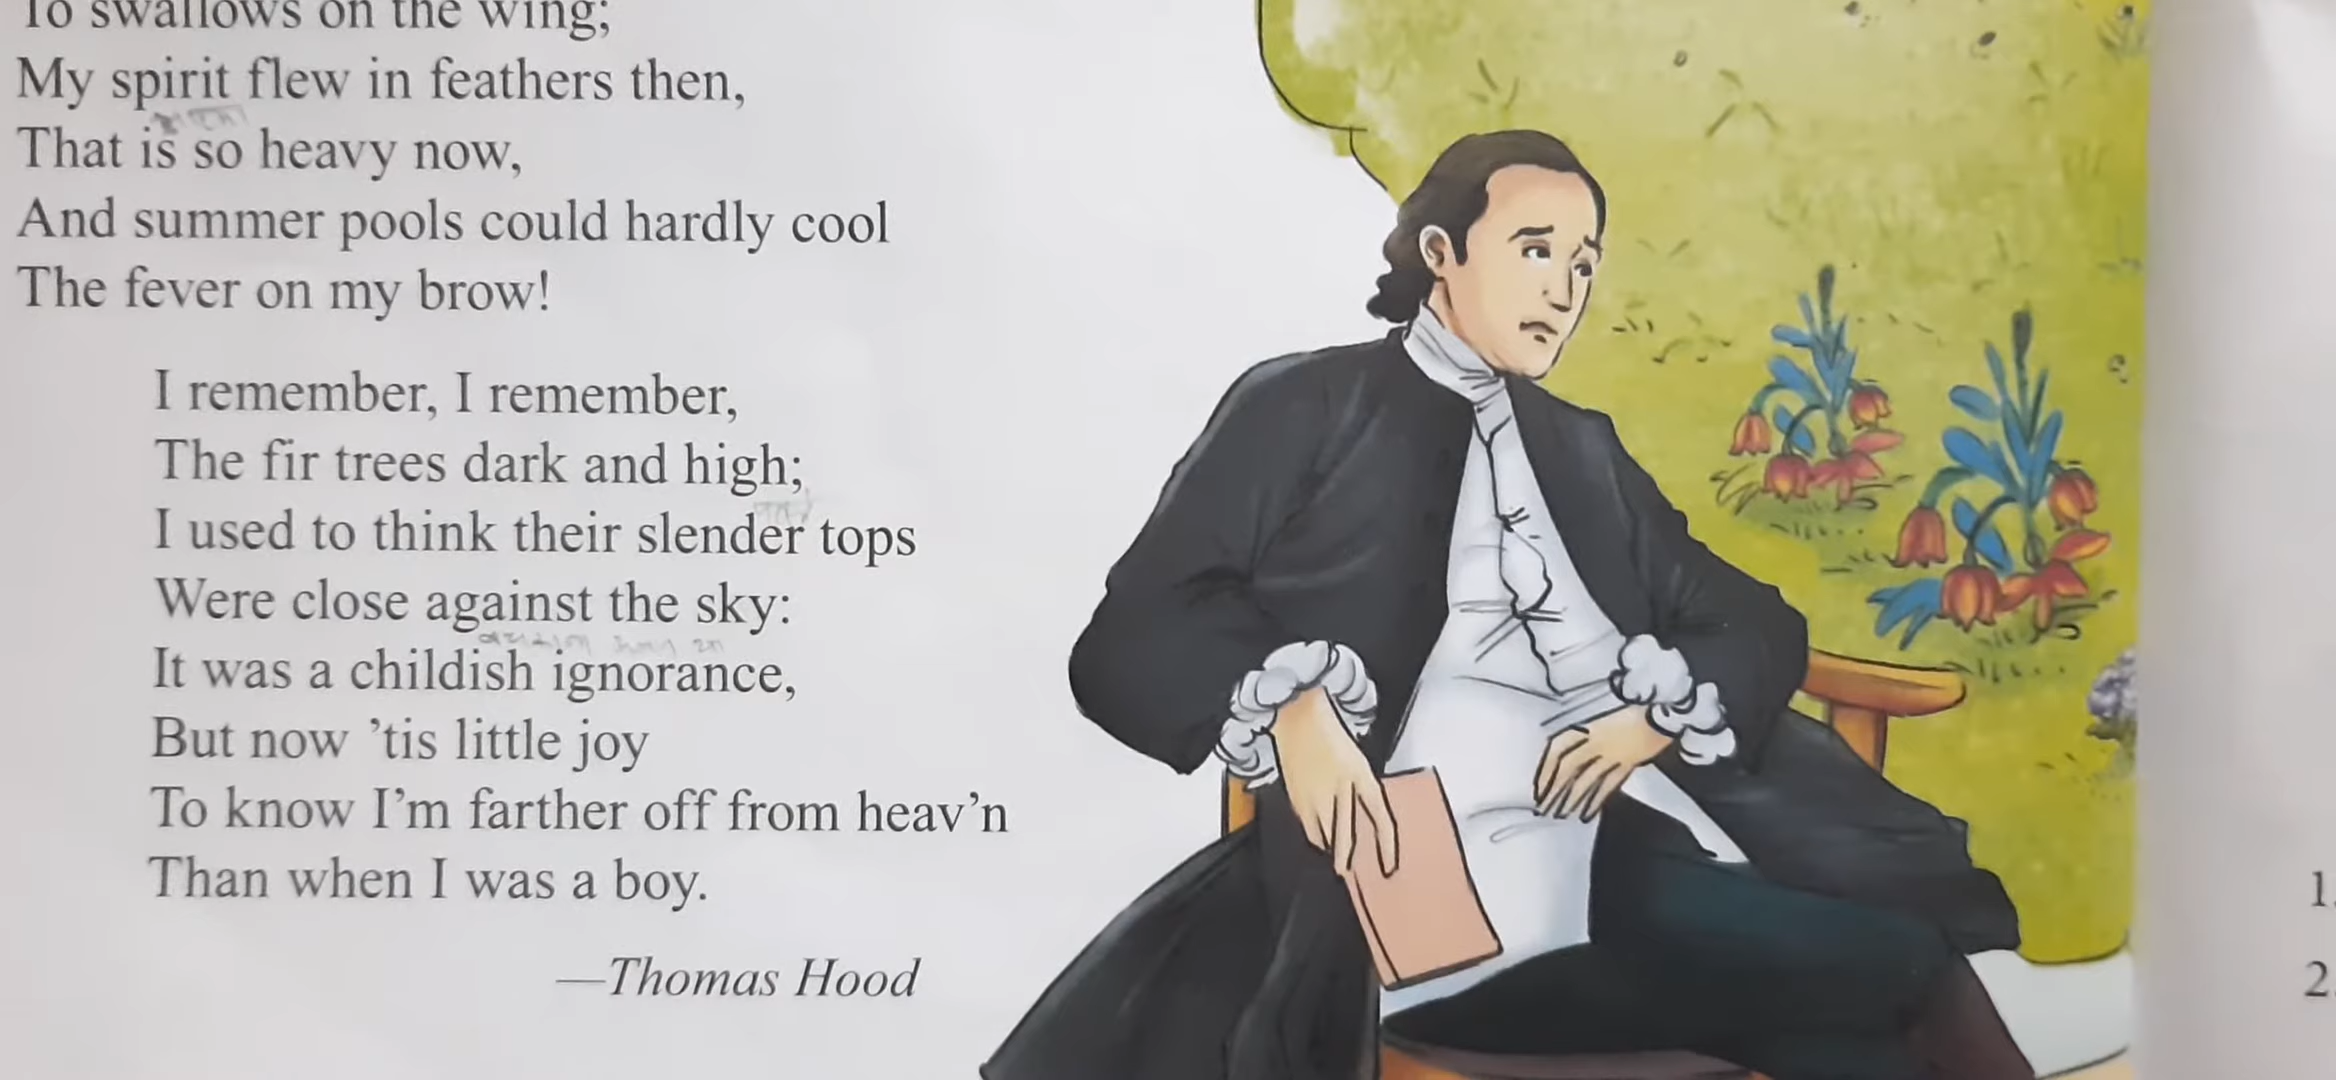 To swallows on the wing;
My spirit flew in feathers then,
That is so heavy now,
And summer pools could hardly cool
The fever on my brow!
I remember, I remember,
The fir trees dark and high;
I used to think their slender tops
Were close against the sky:
It was a childish ignorance,
But now ’tis little joy
To know I’m farther off from heav’n
Than when I was a boy.
—Thomas Hood
1.
2.